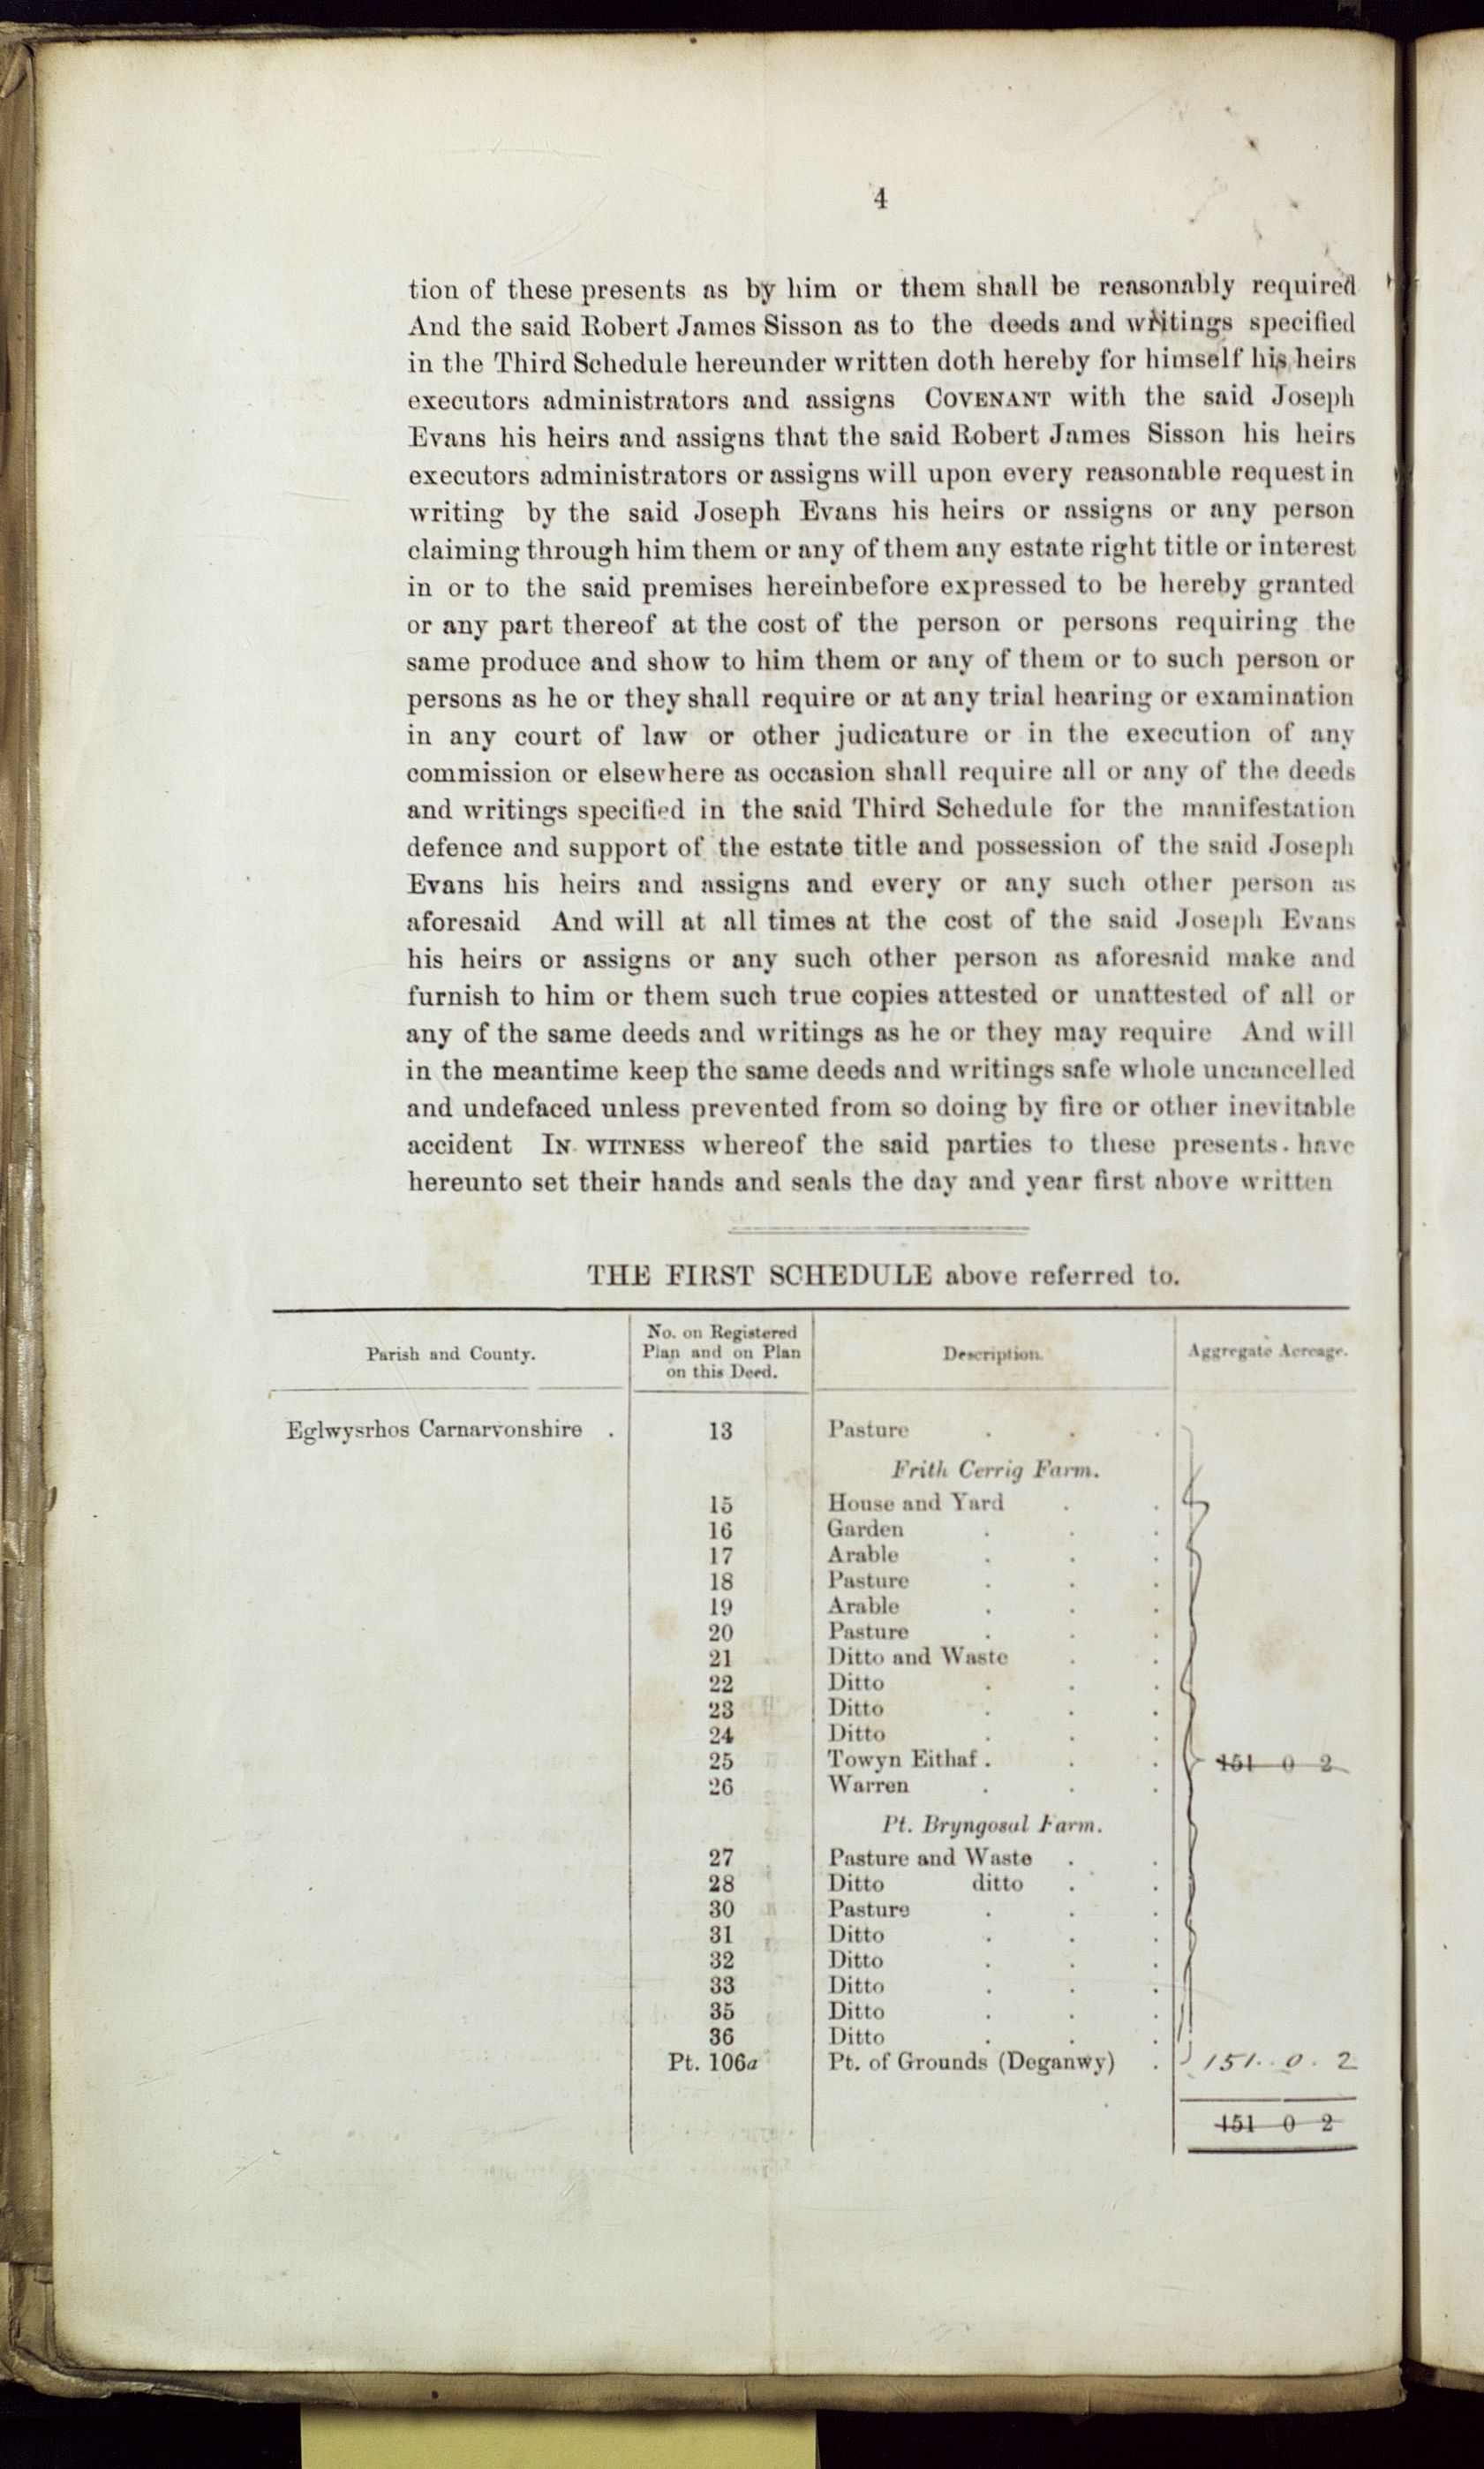 4
tion of these presents as by him or them shall be reasonably required
And the said Robert James Sisson as to the deeds and writings specified
in the Third Schedule hereunder written doth hereby for himself his heirs
executors administrators and assigns COVENANT with the said Joseph
Evans his heirs and assigns that the said Robert James Sisson his heirs
executors administrators or assigns will upon every reasonable request in
writing by the said Joseph Evans his heirs or assigns or any person
claiming through him them or any of them any estate right title or interest
in or to the said premises hereinbefore expressed to be hereby granted
or any part thereof at the cost of the person or persons requiring the
same produce and show to him them or any of them or to such person or
persons as he or they shall require or at any trial hearing or examination
in any court of law or other judicature or in the execution of any
commission or elsewhere as occasion shall require all or any of the deeds
and writings specified in the said Third Schedule for the manifestation
defence and support of the estate title and possession of the said Joseph
Evans his heirs and assigns and every or any such other person as
aforesaid And will at all times at the cost of the said Joseph Evans
his heirs or assigns or any such other person as aforesaid make and
furnish to him or them such true copies attested or unattested of all or
any of the same deeds and writings as he or they may require And will
in the meantime keep the same deeds and writings safe whole uncancelled
and undefaced unless prevented from so doing by fire or other inevitable
accident IN WITNESS whereof the said parties to these presents have
hereunto set their hands and seals the day and year first above written
THE FIRST SCHEDULE above referred to.
Parish and County. No. on Registered Plan and on Plan on this Deed. Description. Aggregate Acreage.
Eglwysrhos Carnarvonshire . 13 Pasture . . .
Frith Cerrig Farm.
15 House and Yard . .
16 Garden . . .
17 Arable . . .
18 Pasture . . .
19 Arable . . .
20 Pasture . . .
21 Ditto and Waste . .
22 Ditto . . .
23 Ditto . . .
24 Ditto . . .
25 Towyn Eithaf . . . 151 0 2
26 Warren . . .
Pt. Bryngosal Farm.
27 Pasture and Waste . .
28 Ditto ditto . .
30 Pasture . . .
31 Ditto . . .
32 Ditto . . .
33 Ditto . . .
35 Ditto . . .
36 Ditto . . .
Pt. 106a Pt. of Grounds (Deganwy) . 151. 0. 2
151 0 2